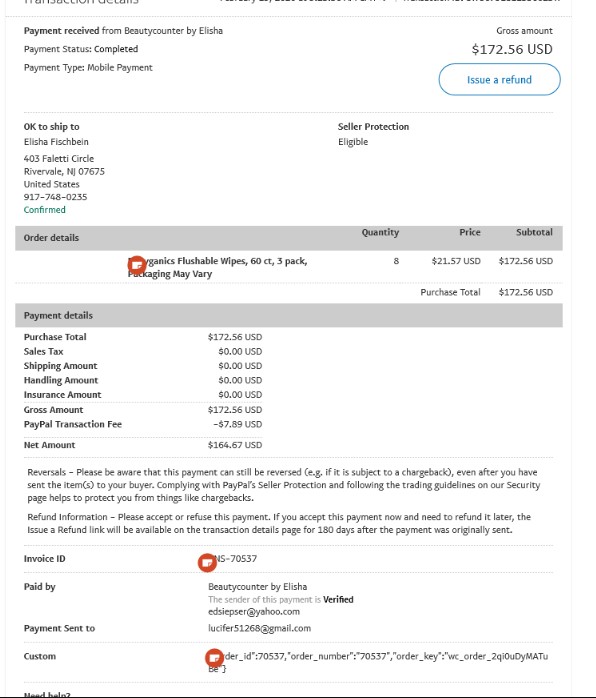 Transaction details
Payment received from Beautycounter by Elisha
Gross amount
Payment Status: Completed
$172.56 USD
Payment Type: Mobile Payment
Issue a refund
OK to ship to
Seller Protection
Elisha Fischbein
Eligible
403 Faletti Circle
Rivervale, NJ 07675
United States
917-748-0235
Confirmed
Order details Quantity Price Subtotal
yganics Flushable Wipes, 60 ct, 3 pack, 8 $21.57 USD $172.56 USD
Packaging May Vary
Purchase Total $172.56 USD
Payment details
Purchase Total $172.56 USD
Sales Tax $0.00 USD
Shipping Amount $0.00 USD
Handling Amount $0.00 USD
Insurance Amount $0.00 USD
Gross Amount $172.56 USD
PayPal Transaction Fee -$7.89 USD
Net Amount $164.67 USD
Reversals – Please be aware that this payment can still be reversed (e.g. if it is subject to a chargeback), even after you have
sent the item(s) to your buyer. Complying with PayPal's Seller Protection and following the trading guidelines on our Security
page helps to protect you from things like chargebacks.
Refund Information – Please accept or refuse this payment. If you accept this payment now and need to refund it later, the
Issue a Refund link will be available on the transaction details page for 180 days after the payment was originally sent.
Invoice ID NS-70537
Paid by Beautycounter by Elisha
The sender of this payment is Verified
edsiepser@yahoo.com
Payment Sent to lucifer51268@gmail.com
Custom rder_id":70537,"order_number":"70537","order_key":"wc_order_2qi0uDyMATu
Be"}
Need help?